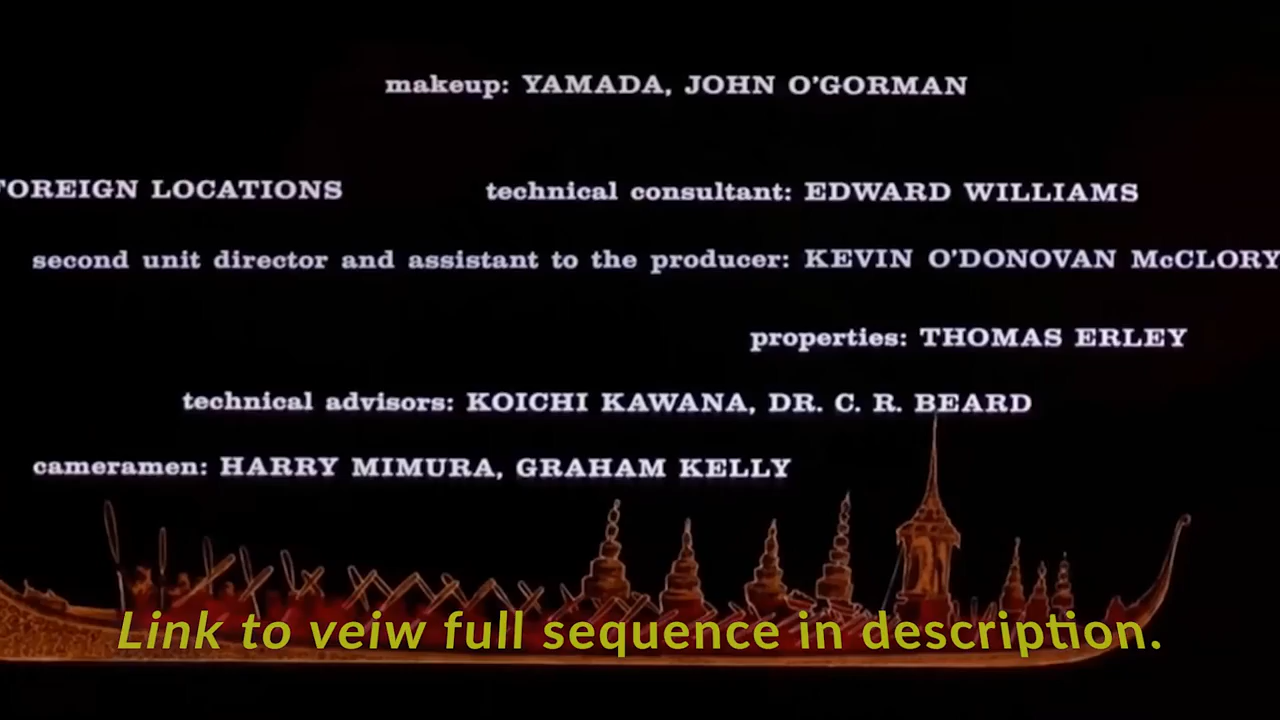 makeup: YAMADA, JOHN O'GORMAN
FOREIGN LOCATIONS
technical consultant: EDWARD WILLIAMS
second unit director and assistant to the producer: KEVIN O'DONOVAN McCLORY
properties: THOMAS ERLEY
technical advisors: KOICHI KAWANA, DR. C. R. BEARD
cameramen: HARRY MIMURA, GRAHAM KELLY
Link to veiw full sequence in description.